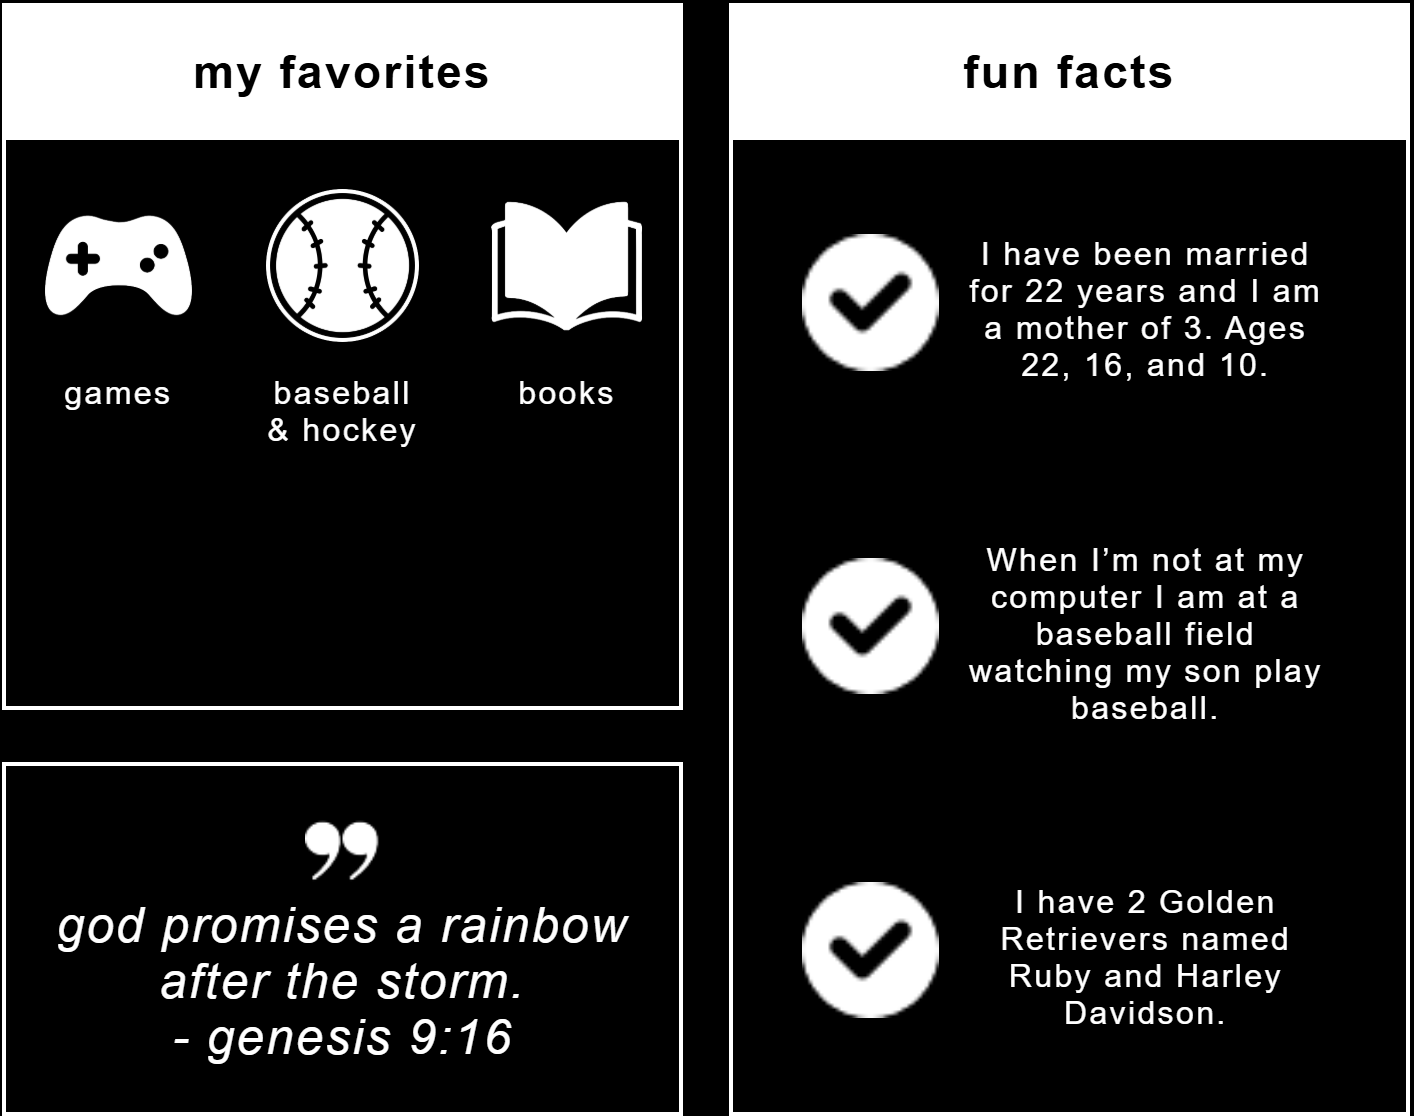 my favorites
games
baseball
& hockey
books
”
god promises a rainbow
after the storm.
- genesis 9:16
fun facts
I have been married
for 22 years and I am
a mother of 3. Ages
22, 16, and 10.
When I’m not at my
computer I am at a
baseball field
watching my son play
baseball.
I have 2 Golden
Retrievers named
Ruby and Harley
Davidson.